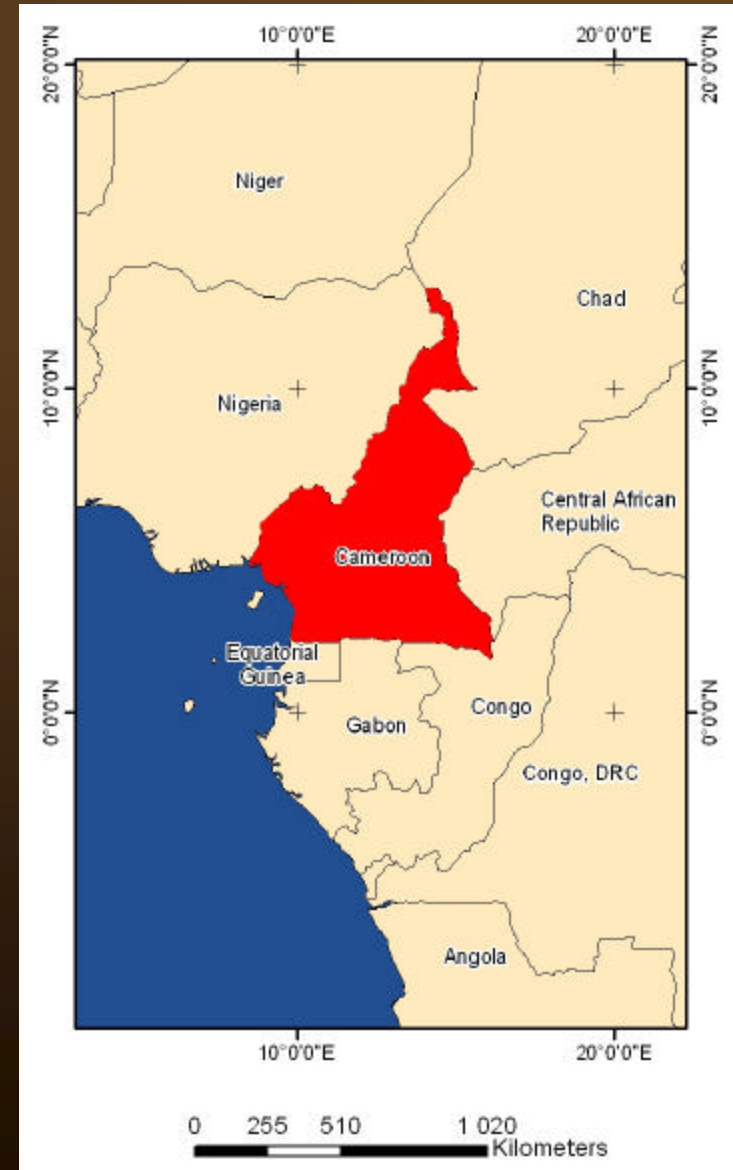 10°0'0"E 20°0'0"E
20°0'0"N 20°0'0"N
Niger
Chad
10°0'0"N 10°0'0"N
Nigeria
Central African
Republic
Cameroon
Equatorial
Guinea
Congo
0°0'0"N 0°0'0"N
Gabon
Congo, DRC
Angola
10°0'0"E 20°0'0"E
0 255 510 1 020
Kilometers